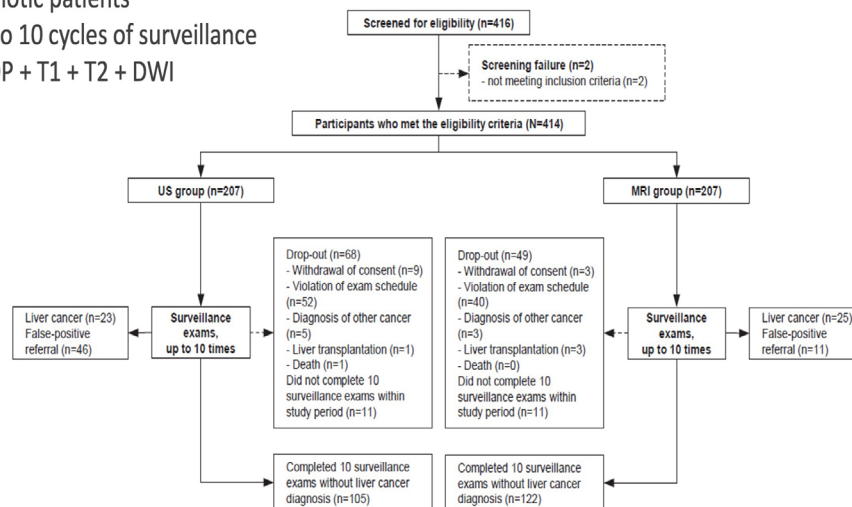 patients
o 10 cycles of surveillance
P + T1 + T2 + DWI
Screened for eligibility (n=416)
Screening failure (n=2)
- not meeting inclusion criteria (n=2)
Participants who met the eligibility criteria (N=414)
US group (n=207)
MRI group (n=207)
Liver cancer (n=23)
False-positive
referral (n=46)
Surveillance
exams,
up to 10 times
Drop-out (n=68)
- Withdrawal of consent (n=9)
- Violation of exam schedule
(n=52)
- Diagnosis of other cancer
(n=5)
- Liver transplantation (n=1)
- Death (n=1)
Did not complete 10
surveillance exams within
study period (n=11)
Drop-out (n=49)
- Withdrawal of consent (n=3)
- Violation of exam schedule
(n=40)
- Diagnosis of other cancer
(n=3)
- Liver transplantation (n=3)
- Death (n=0)
Did not complete 10
surveillance exams within
study period (n=11)
Surveillance
exams,
up to 10 times
Liver cancer (n=25)
False-positive
referral (n=11)
Completed 10 surveillance
exams without liver cancer
diagnosis (n=105)
Completed 10 surveillance
exams without liver cancer
diagnosis (n=122)